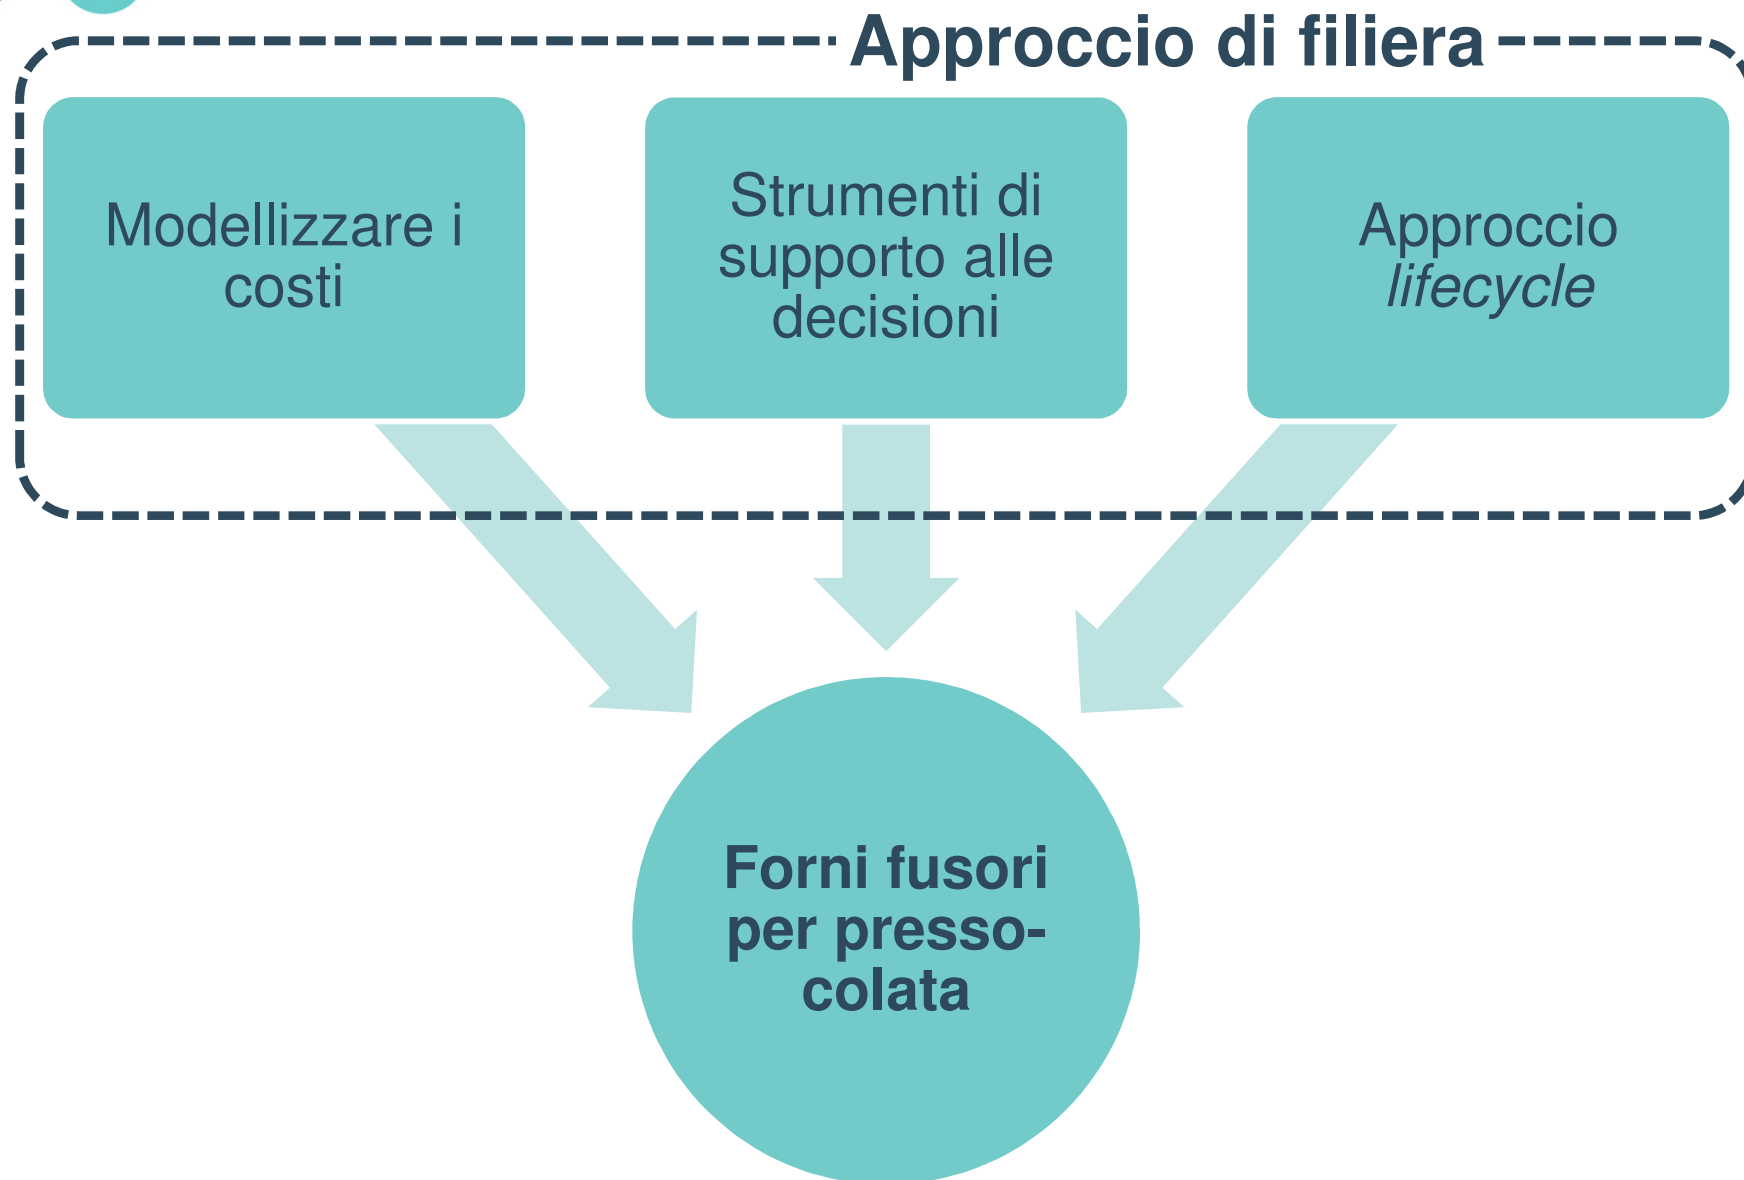 Approccio di filiera
Modellizzare i
costi
Strumenti di
supporto alle
decisioni
Approccio
lifecycle
Forni fusori
per presso-
colata